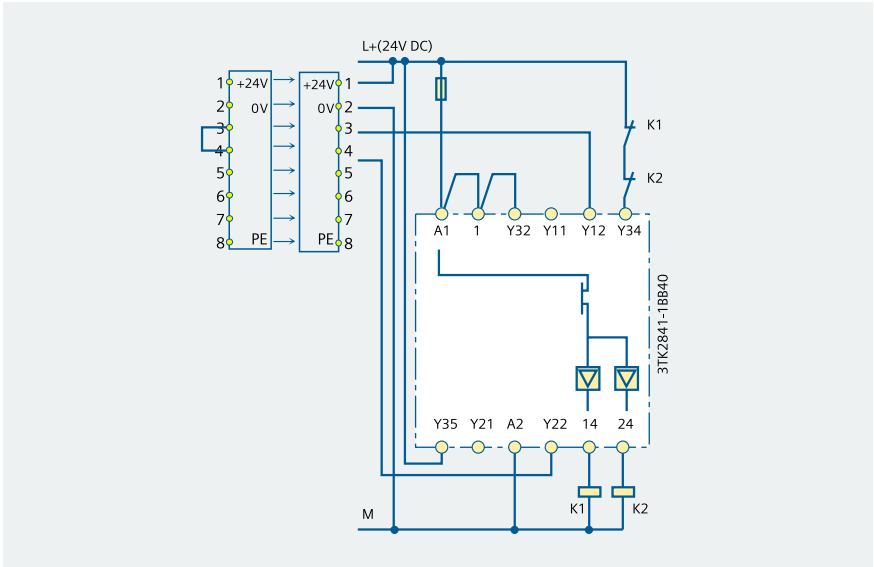 L+(24V DC)
1 +24V +24V 1
2 0V 0V 2
3 3
4 4
5 5
6 6
7 7
8 PE PE 8
K1
K2
A1 1 Y32 Y11 Y12 Y34
3TK2841-1BB40
Y35 Y21 A2 Y22 14 24
K1 K2
M